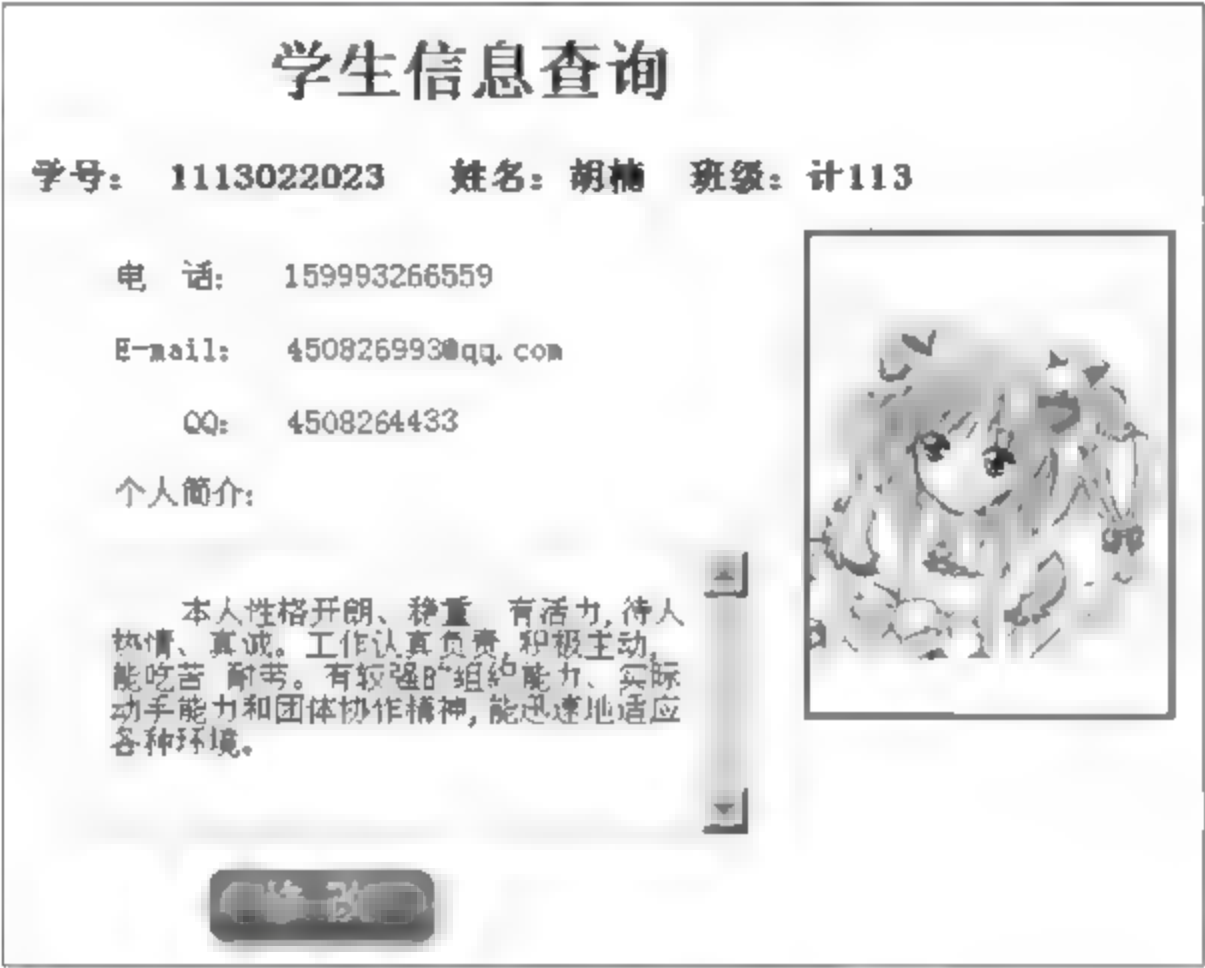 学生信息查询
学号： 1113022023 姓名：胡楠 班级：计113
电 话： 159993266559
E-mail： 450826993@qq.com
QQ： 4508264433
个人简介：
本人性格开朗、稳重 有活力,待人
热情、真诚。工作认真负责,积极主动,
能吃苦 耐劳。有较强的组织能力、实际
动手能力和团体协作精神,能迅速地适应
各种环境。